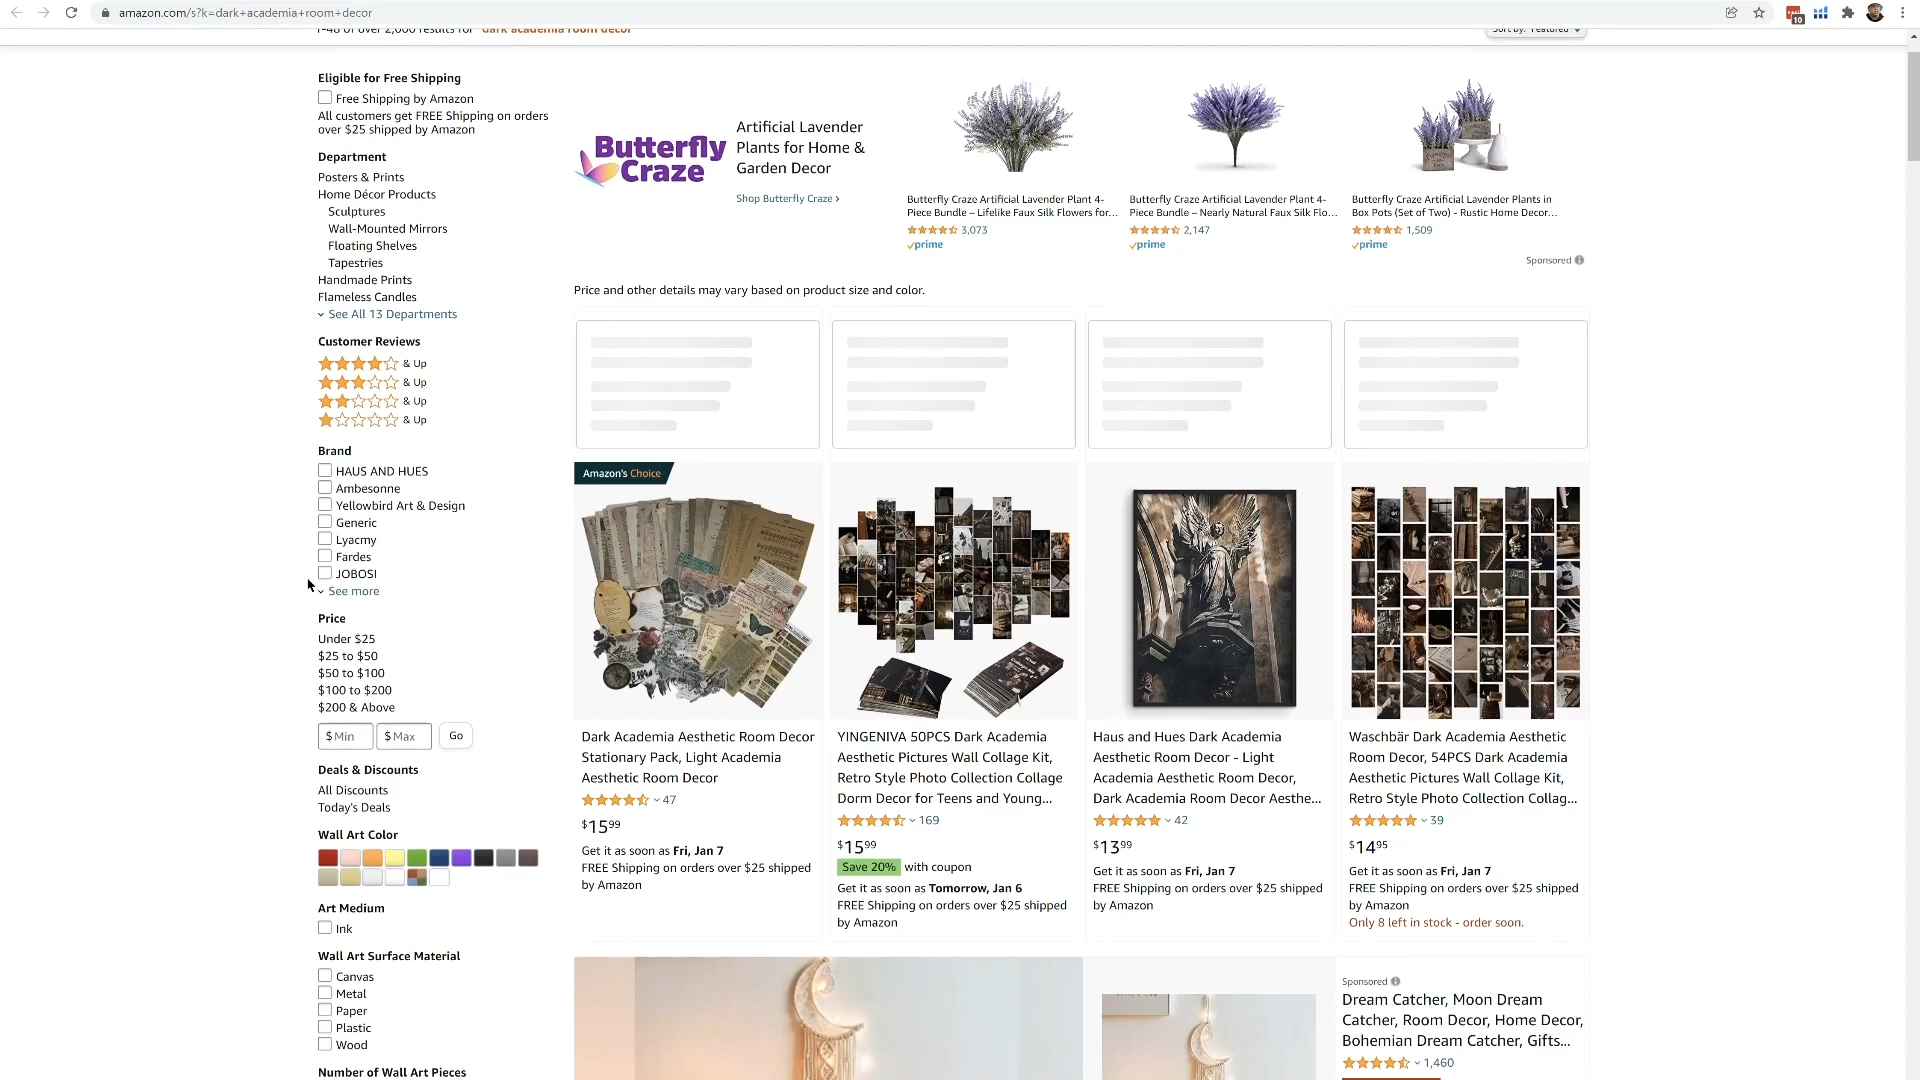 amazon.com/s?k=dark+academia+room+decor
10
1-48 of over 2,000 results for "dark academia room decor"
Sort by: Featured
Eligible for Free Shipping
Free Shipping by Amazon
All customers get FREE Shipping on orders
over $25 shipped by Amazon
Department
Posters & Prints
Home Décor Products
Sculptures
Wall-Mounted Mirrors
Floating Shelves
Tapestries
Handmade Prints
Flameless Candles
See All 13 Departments
Customer Reviews
& Up
& Up
& Up
& Up
Brand
HAUS AND HUES
Ambesonne
Yellowbird Art & Design
Generic
Lyacmy
Fardes
JOBOSI
See more
Price
Under $25
$25 to $50
$50 to $100
$100 to $200
$200 & Above
$ Min
$ Max
Go
Deals & Discounts
All Discounts
Today's Deals
Wall Art Color
Art Medium
Ink
Wall Art Surface Material
Canvas
Metal
Paper
Plastic
Wood
Number of Wall Art Pieces
Butterfly
Craze
Artificial Lavender
Plants for Home &
Garden Decor
Shop Butterfly Craze ›
Butterfly Craze Artificial Lavender Plant 4-
Piece Bundle – Lifelike Faux Silk Flowers for...
3,073
prime
Butterfly Craze Artificial Lavender Plant 4-
Piece Bundle – Nearly Natural Faux Silk Flo...
2,147
prime
Butterfly Craze Artificial Lavender Plants in
Box Pots (Set of Two) - Rustic Home Decor...
1,509
prime
Sponsored
Price and other details may vary based on product size and color.
Amazon's Choice
Dark Academia Aesthetic Room Decor
Stationary Pack, Light Academia
Aesthetic Room Decor
47
$15 99
Get it as soon as Fri, Jan 7
FREE Shipping on orders over $25 shipped
by Amazon
YINGENIVA 50PCS Dark Academia
Aesthetic Pictures Wall Collage Kit,
Retro Style Photo Collection Collage
Dorm Decor for Teens and Young...
169
$15 99
Save 20% with coupon
Get it as soon as Tomorrow, Jan 6
FREE Shipping on orders over $25 shipped
by Amazon
Haus and Hues Dark Academia
Aesthetic Room Decor - Light
Academia Aesthetic Room Decor,
Dark Academia Room Decor Aesthe...
42
$13 99
Get it as soon as Fri, Jan 7
FREE Shipping on orders over $25 shipped
by Amazon
Waschbär Dark Academia Aesthetic
Room Decor, 54PCS Dark Academia
Aesthetic Pictures Wall Collage Kit,
Retro Style Photo Collection Collag...
39
$14 95
Get it as soon as Fri, Jan 7
FREE Shipping on orders over $25 shipped
by Amazon
Only 8 left in stock - order soon.
Sponsored
Dream Catcher, Moon Dream
Catcher, Room Decor, Home Decor,
Bohemian Dream Catcher, Gifts...
1,460